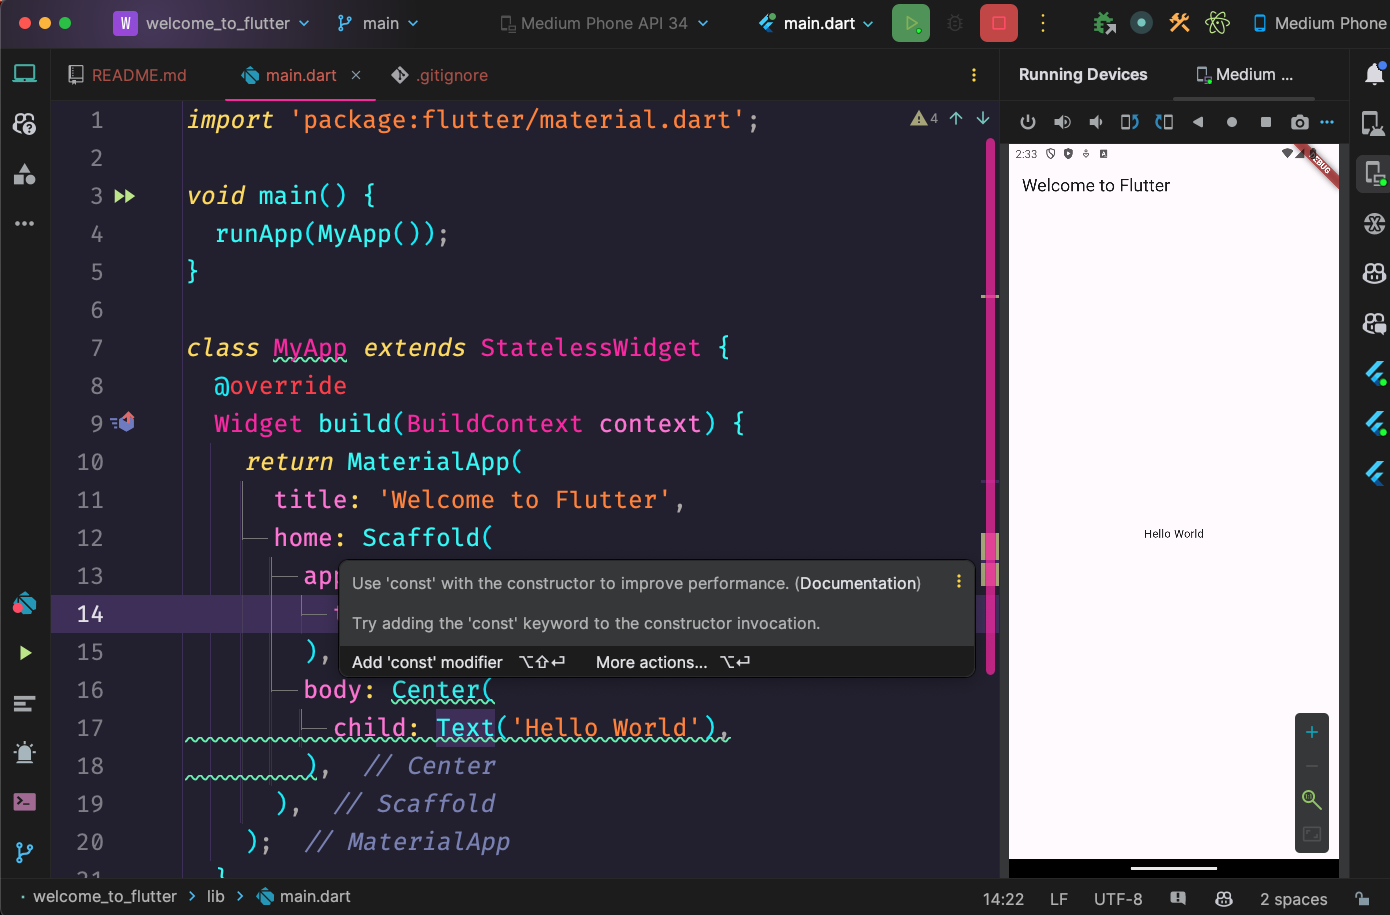 W welcome_to_flutter main Medium Phone API 34 main.dart Medium Phone
README.md main.dart .gitignore Running Devices Medium ...
1 import 'package:flutter/material.dart'; 4
2
3 void main() {
4 runApp(MyApp());
5 }
6
7 class MyApp extends StatelessWidget {
8 @override
9 Widget build(BuildContext context) {
10 return MaterialApp(
11 title: 'Welcome to Flutter',
12 home: Scaffold(
13 app
14
15 ),
16 body: Center(
17 child: Text('Hello World'),
18 ), // Center
19 ), // Scaffold
20 ); // MaterialApp
21 }
Use 'const' with the constructor to improve performance. (Documentation)
Try adding the 'const' keyword to the constructor invocation.
Add 'const' modifier ⌥⇧⏎ More actions... ⌥⏎
2:33
DEBUG
Welcome to Flutter
Hello World
welcome_to_flutter > lib > main.dart 14:22 LF UTF-8 2 spaces